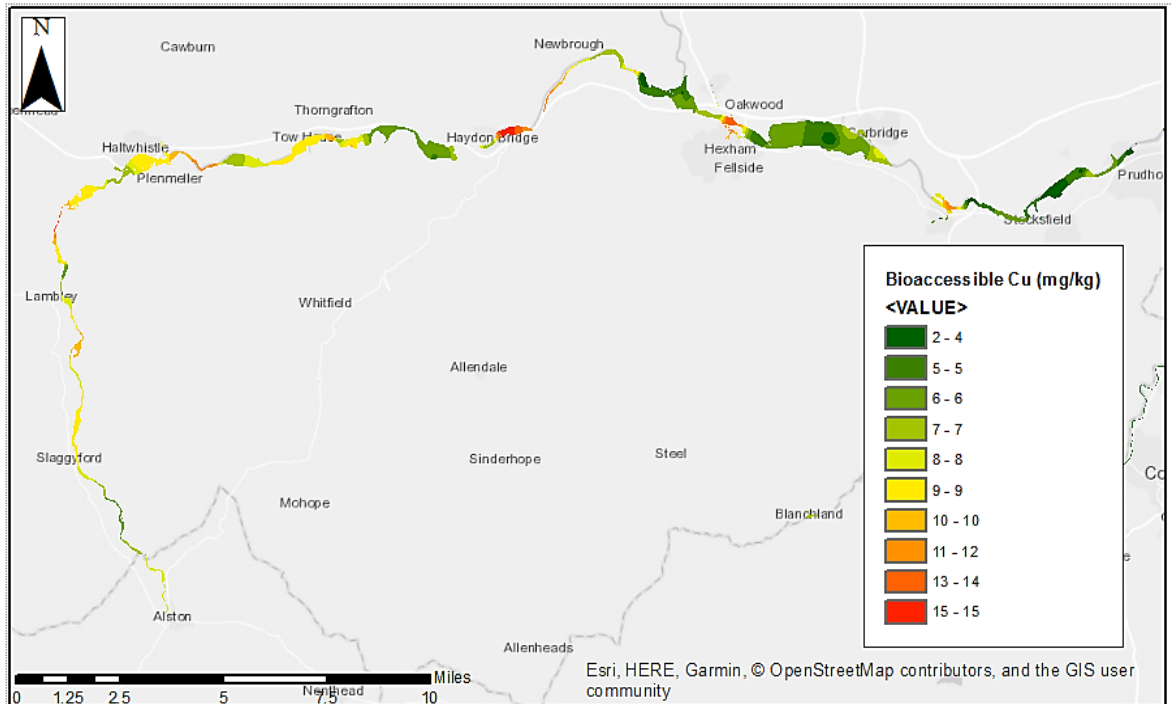 N
Cawburn
Newbrough
Thorngrafton
Oakwood
Haltwhistle
Tow House
Haydon Bridge
Corbridge
Hexham
Plenmeller
Fellside
Prudho
Stocksfield
Lambley
Whitfield
Allendale
Slaggyford
Sinderhope
Steel
Mohope
Blanchland
Alston
Allenheads
Nenthead
Co
Bioaccessible Cu (mg/kg)
<VALUE>
2 - 4
5 - 5
6 - 6
7 - 7
8 - 8
9 - 9
10 - 10
11 - 12
13 - 14
15 - 15
Miles
0 1.25 2.5 5 7.5 10
Esri, HERE, Garmin, © OpenStreetMap contributors, and the GIS user
community